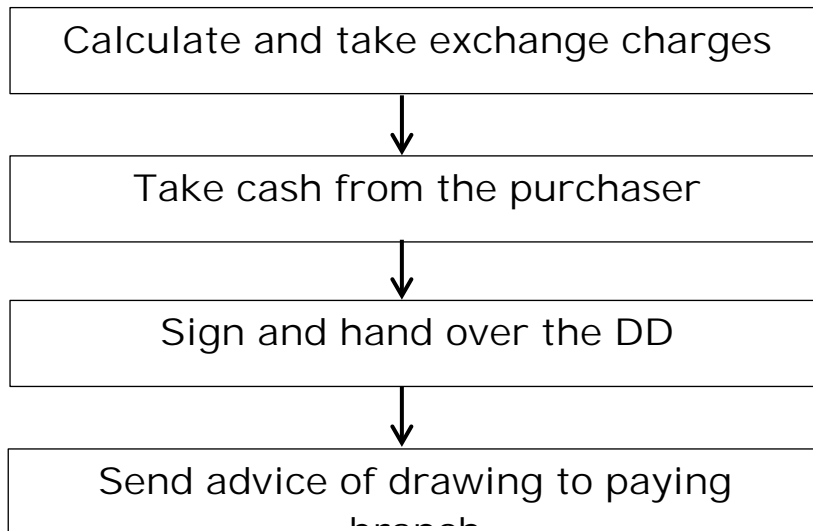 Calculate and take exchange charges
Take cash from the purchaser
Sign and hand over the DD
Send advice of drawing to paying
branch